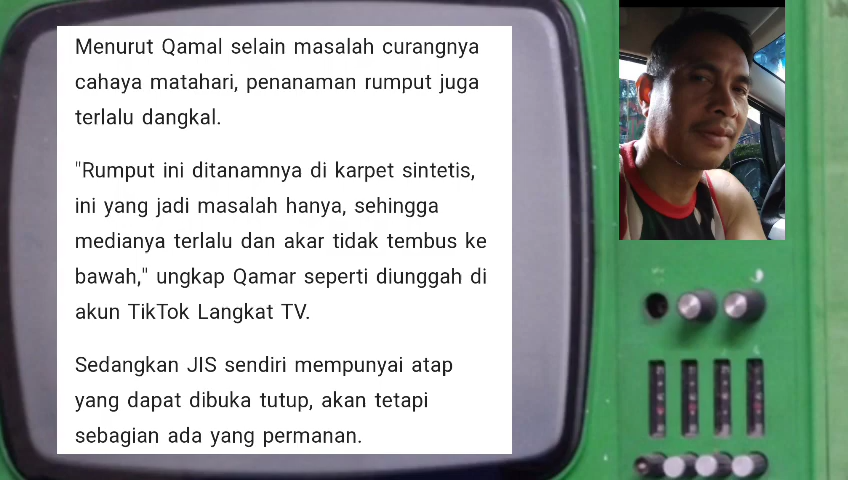 Menurut Qamal selain masalah curangnya
cahaya matahari, penanaman rumput juga
terlalu dangkal.
"Rumput ini ditanamnya di karpet sintetis,
ini yang jadi masalah hanya, sehingga
medianya terlalu dan akar tidak tembus ke
bawah," ungkap Qamar seperti diunggah di
akun TikTok Langkat TV.
Sedangkan JIS sendiri mempunyai atap
yang dapat dibuka tutup, akan tetapi
sebagian ada yang permanan.